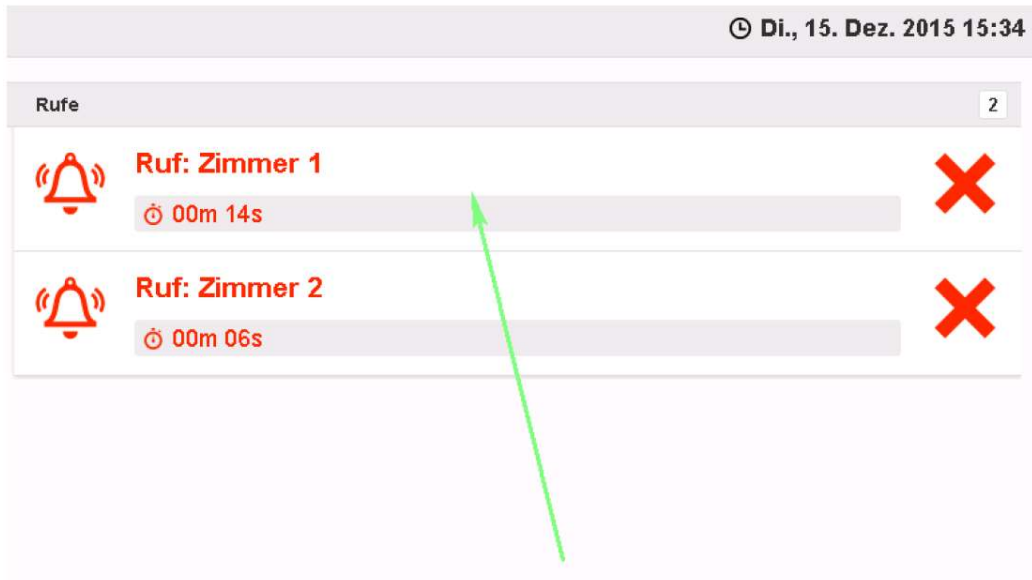 Di., 15. Dez. 2015 15:34
Rufe 2
Ruf: Zimmer 1
00m 14s
Ruf: Zimmer 2
00m 06s